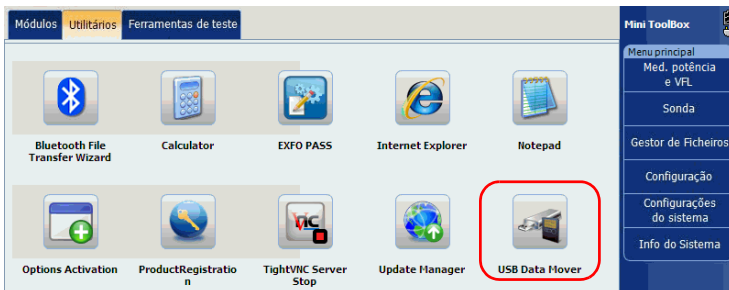 Módulos Utilitários Ferramentas de teste
Bluetooth File
Transfer Wizard
Calculator
EXFO PASS
Internet Explorer
Notepad
Options Activation
ProductRegistratio
n
TightVNC Server
Stop
Update Manager
USB Data Mover
Mini ToolBox
Menu principal
Med. potência
e VFL
Sonda
Gestor de Ficheiros
Configuração
Configurações
do sistema
Info do Sistema